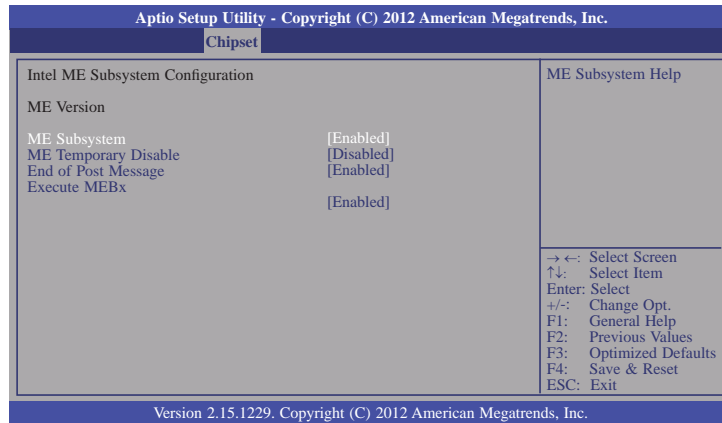 Aptio Setup Utility - Copyright (C) 2012 American Megatrends, Inc.
Chipset
Intel ME Subsystem Configuration
ME Version
ME Subsystem [Enabled]
ME Temporary Disable [Disabled]
End of Post Message [Enabled]
Execute MEBx
[Enabled]
ME Subsystem Help
→ ←: Select Screen
↑↓: Select Item
Enter: Select
+/-: Change Opt.
F1: General Help
F2: Previous Values
F3: Optimized Defaults
F4: Save & Reset
ESC: Exit
Version 2.15.1229. Copyright (C) 2012 American Megatrends, Inc.